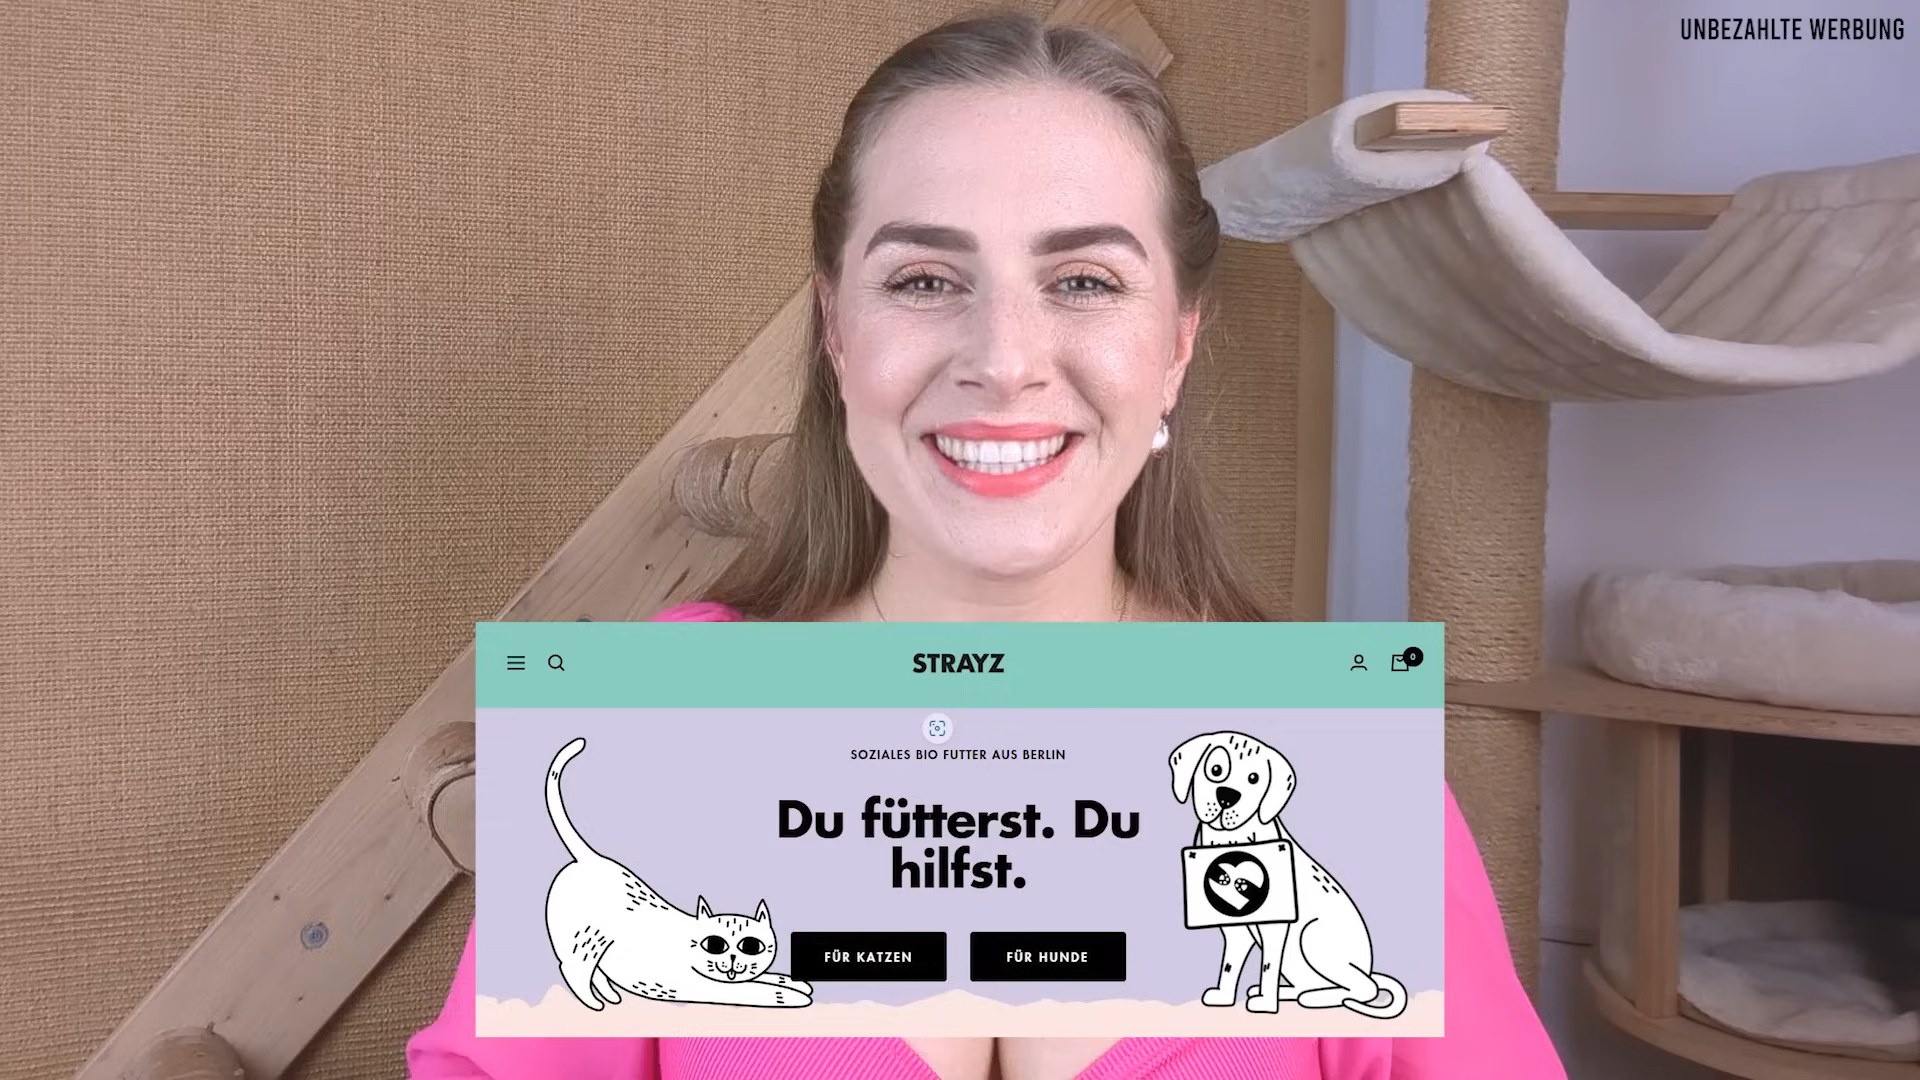 UNBEZAHLTE WERBUNG
STRAYZ
0
SOZIALES BIO FUTTER AUS BERLIN
Du fütterst. Du
hilfst.
FÜR KATZEN
FÜR HUNDE